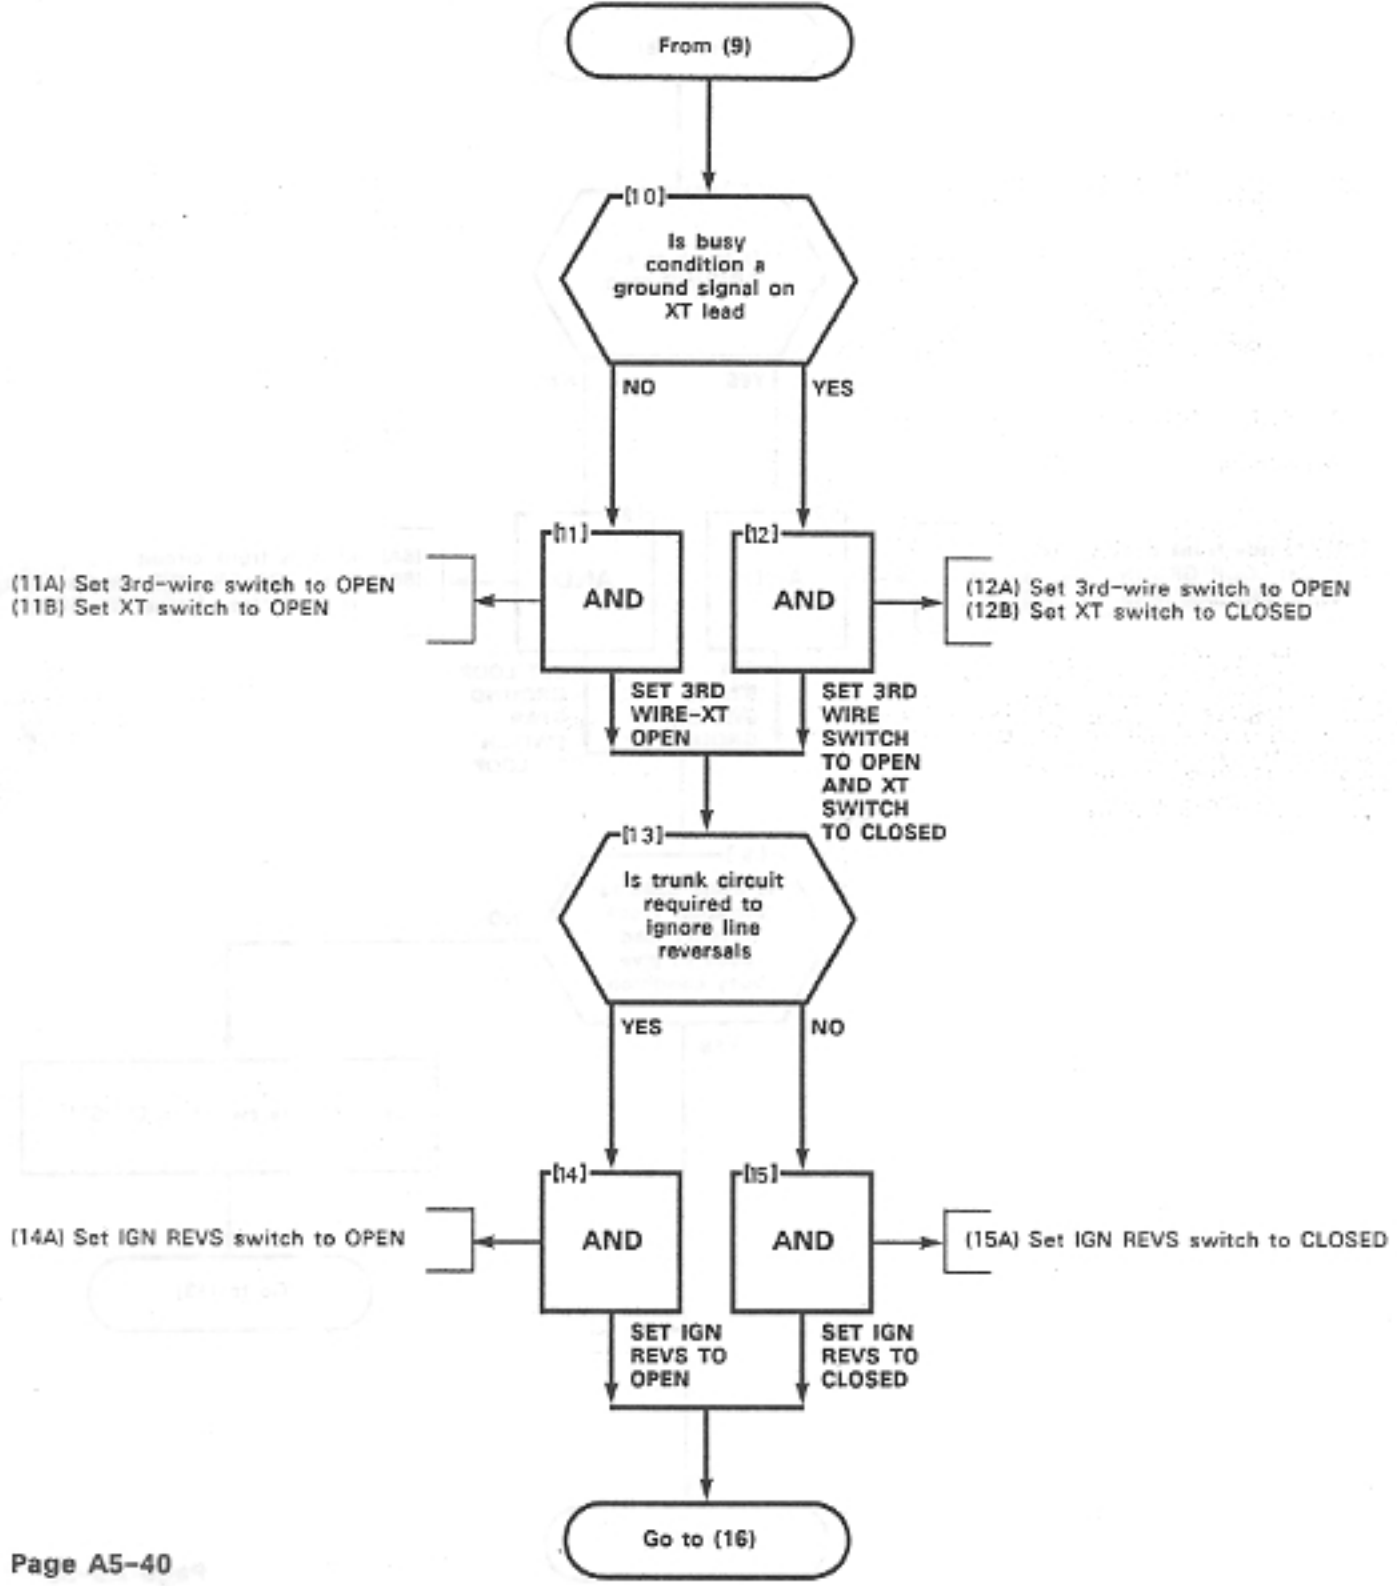 From (9)
[10]
Is busy
condition a
ground signal on
XT lead
NO
YES
[11]
AND
[12]
AND
(11A) Set 3rd-wire switch to OPEN
(11B) Set XT switch to OPEN
(12A) Set 3rd-wire switch to OPEN
(12B) Set XT switch to CLOSED
SET 3RD
WIRE-XT
OPEN
SET 3RD
WIRE
SWITCH
TO OPEN
AND XT
SWITCH
TO CLOSED
[13]
Is trunk circuit
required to
ignore line
reversals
YES
NO
[14]
AND
[15]
AND
(14A) Set IGN REVS switch to OPEN
(15A) Set IGN REVS switch to CLOSED
SET IGN
REVS TO
OPEN
SET IGN
REVS TO
CLOSED
Go to (16)
Page A5-40